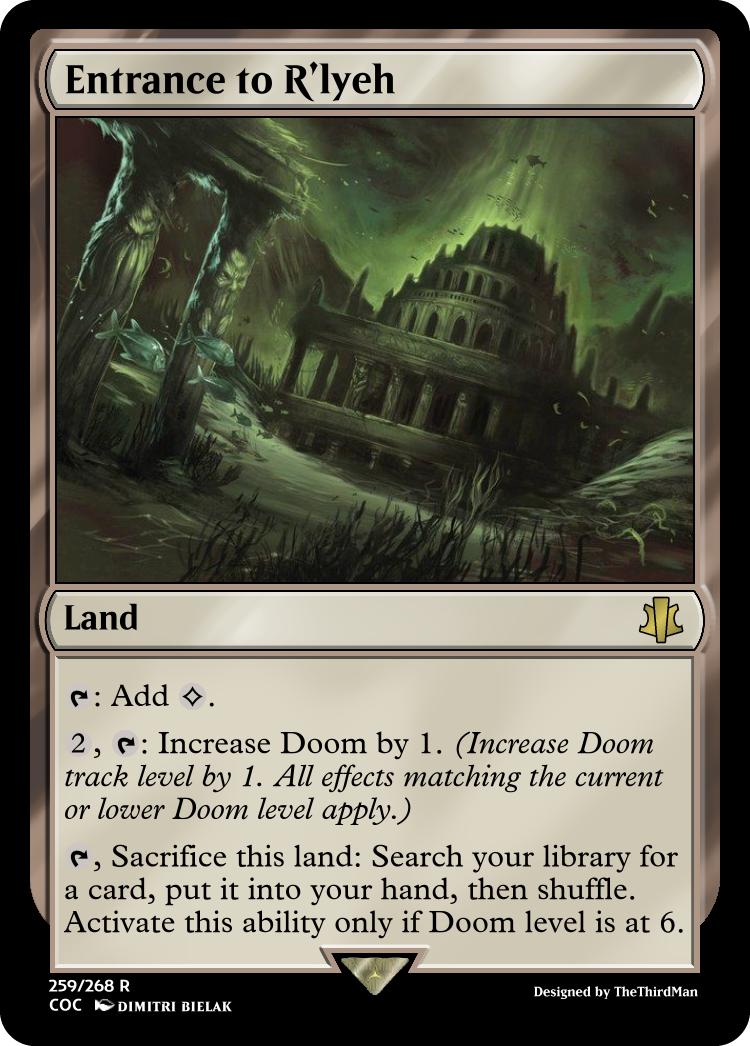 Entrance to R'lyeh
Land
: Add .
2, : Increase Doom by 1. (Increase Doom
track level by 1. All effects matching the current
or lower Doom level apply.)
, Sacrifice this land: Search your library for
a card, put it into your hand, then shuffle.
Activate this ability only if Doom level is at 6.
259/268 R
COC DIMITRI BIELAK
Designed by TheThirdMan